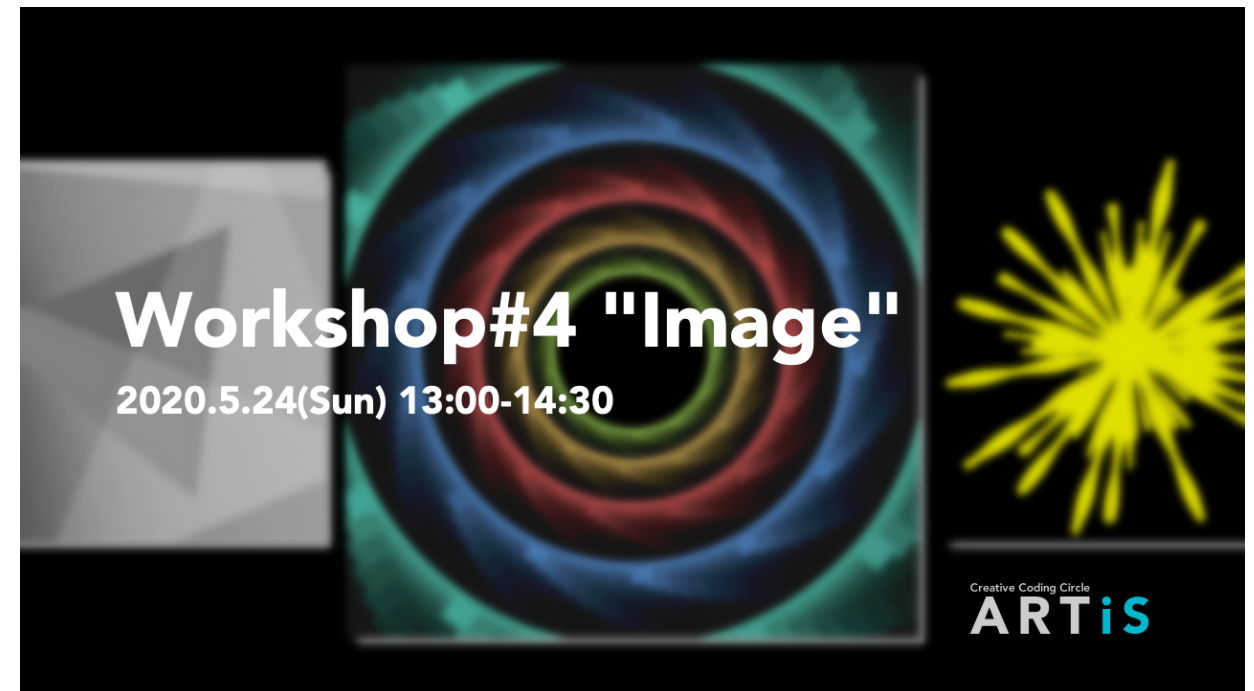 Workshop#4 "Image"
2020.5.24(Sun) 13:00-14:30
Creative Coding Circle
ARTiS